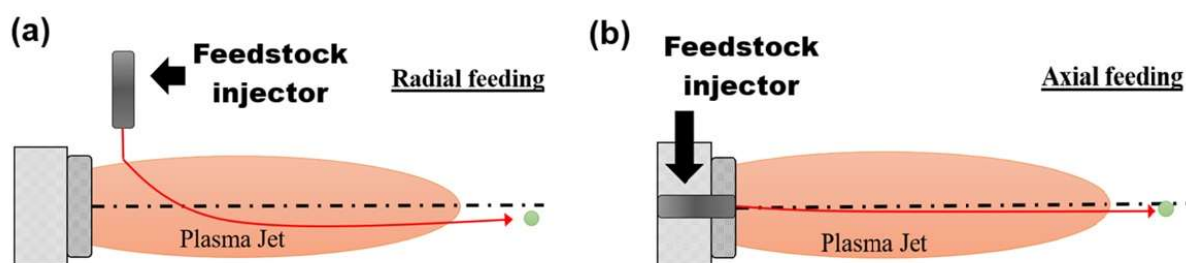 (a)
Feedstock
injector
Radial feeding
Plasma Jet
(b)
Feedstock
injector
Axial feeding
Plasma Jet